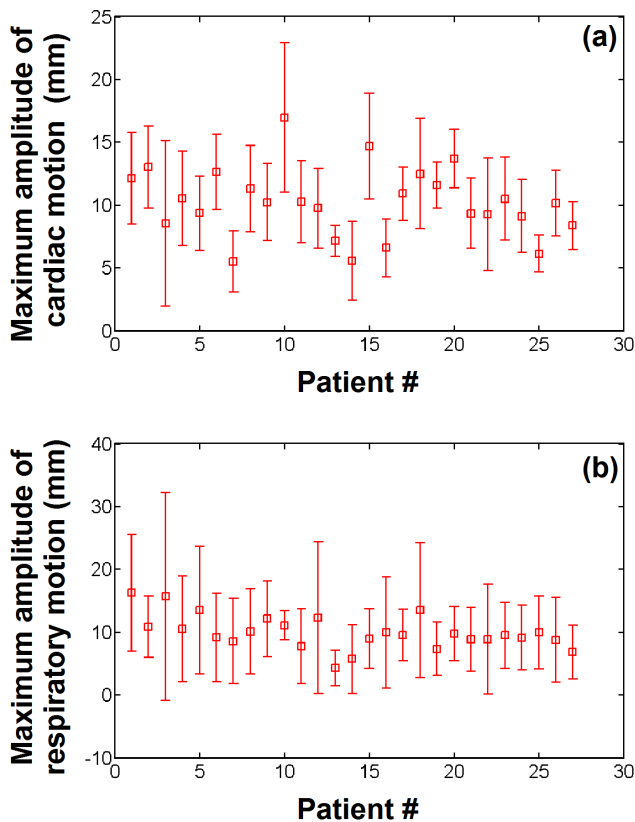 (a)
Maximum amplitude of
cardiac motion (mm)
25
20
15
10
5
0
0 5 10 15 20 25 30
Patient #
(b)
Maximum amplitude of
respiratory motion (mm)
40
30
20
10
0
-10
0 5 10 15 20 25 30
Patient #